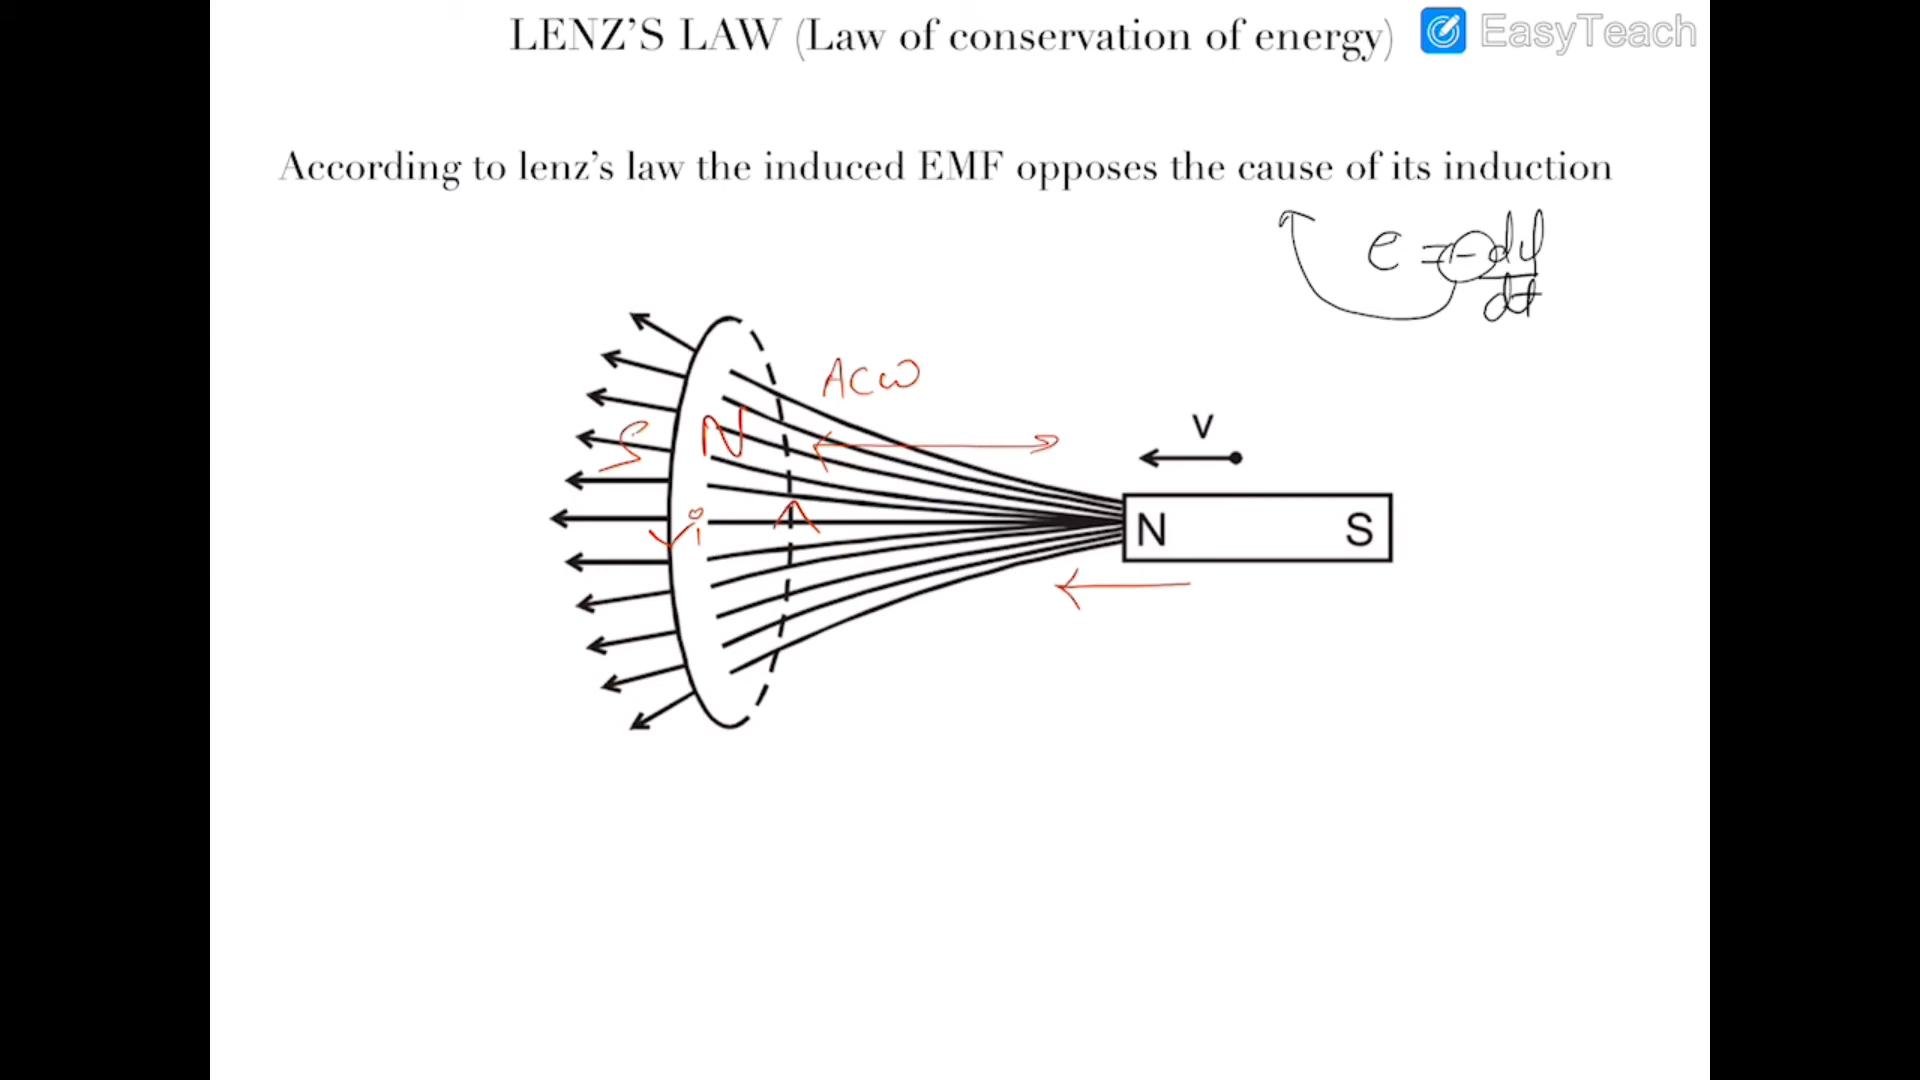 LENZ’S LAW (Law of conservation of energy)
EasyTeach
According to lenz’s law the induced EMF opposes the cause of its induction
e = - dφ
dt
ACW
V
S N
i
N S